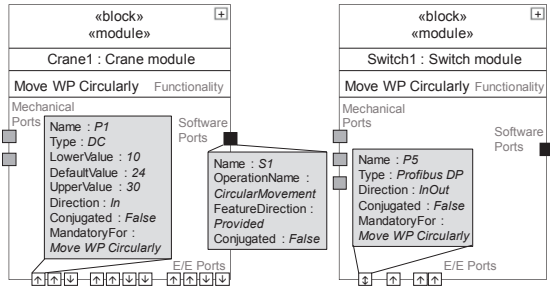 «block»
«module»
Crane1 : Crane module
Move WP Circularly Functionality
Mechanical
Ports
Software
Ports
Name : P1
Type : DC
LowerValue : 10
DefaultValue : 24
UpperValue : 30
Direction : In
Conjugated : False
MandatoryFor :
Move WP Circularly
E/E Ports
Name : S1
OperationName :
CircularMovement
FeatureDirection :
Provided
Conjugated : False
«block»
«module»
Switch1 : Switch module
Move WP Circularly Functionality
Mechanical
Ports
Software
Ports
Name : P5
Type : Profibus DP
Direction : InOut
Conjugated : False
MandatoryFor :
Move WP Circularly
E/E Ports